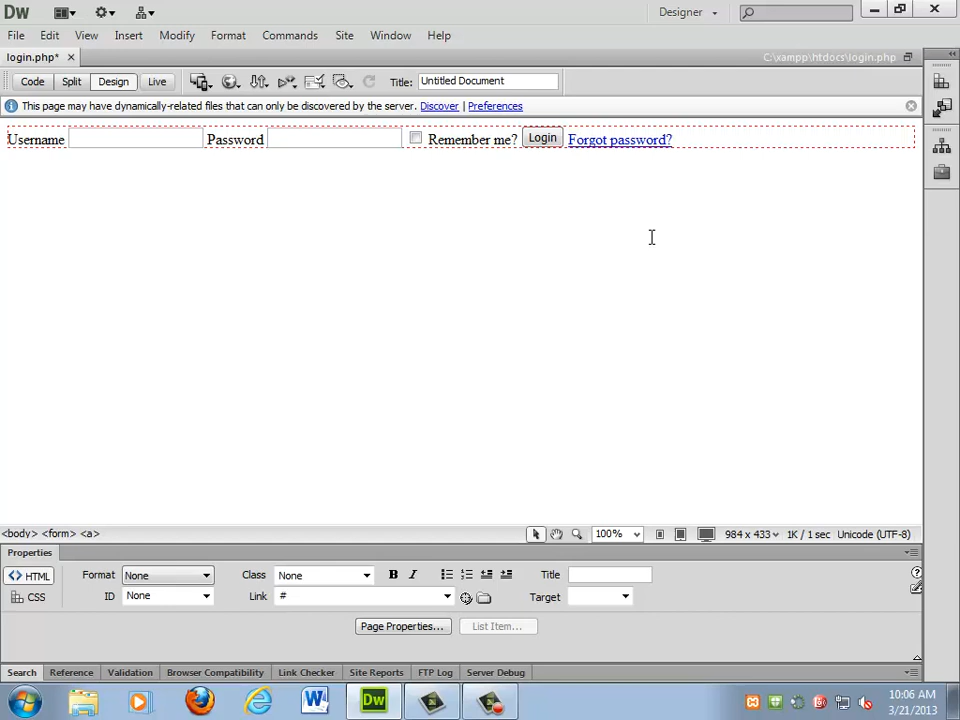 Dw Designer
File Edit View Insert Modify Format Commands Site Window Help
login.php* C:\xampp\htdocs\login.php
Code Split Design Live Title: Untitled Document
This page may have dynamically-related files that can only be discovered by the server. Discover | Preferences
Username Password Remember me? Login Forgot password?
<body> <form> <a> 100% 984 x 433 1K / 1 sec Unicode (UTF-8)
Properties
<> HTML Format None Class None B I Title
CSS ID None Link # Target
Page Properties... List Item...
Search Reference Validation Browser Compatibility Link Checker Site Reports FTP Log Server Debug
10:06 AM
3/21/2013